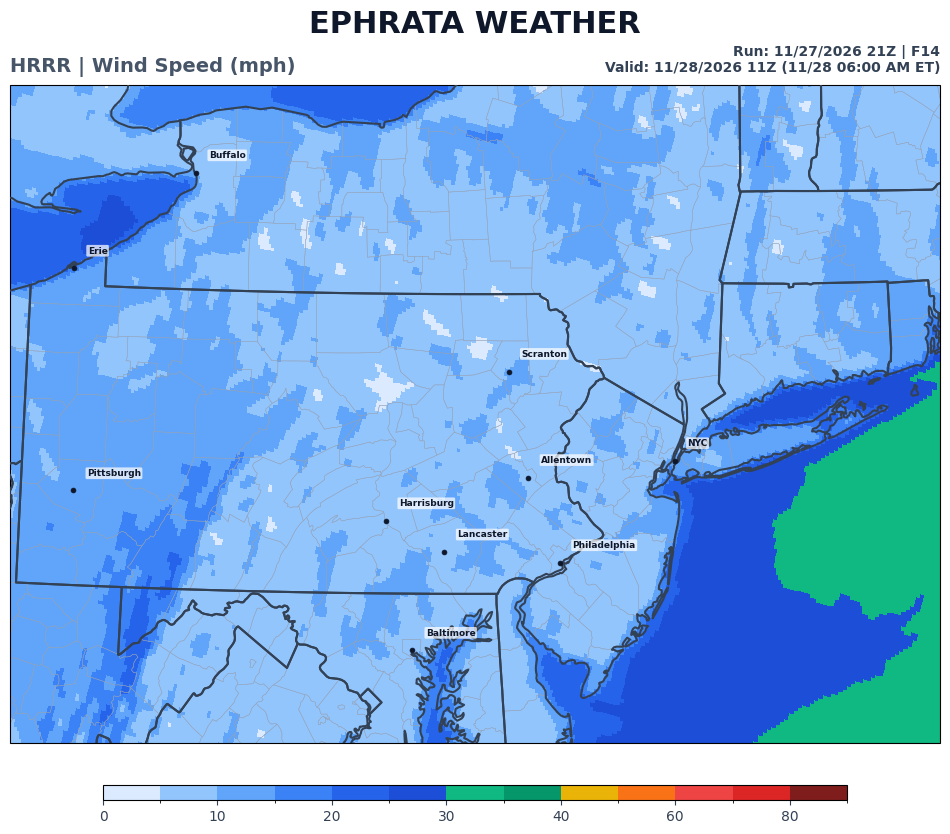 EPHRATA WEATHER
HRRR | Wind Speed (mph)
Run: 11/27/2026 21Z | F14
Valid: 11/28/2026 11Z (11/28 06:00 AM ET)
Buffalo
Erie
Scranton
NYC
Allentown
Pittsburgh
Harrisburg
Lancaster
Philadelphia
Baltimore
0 10 20 30 40 50 60 70 80